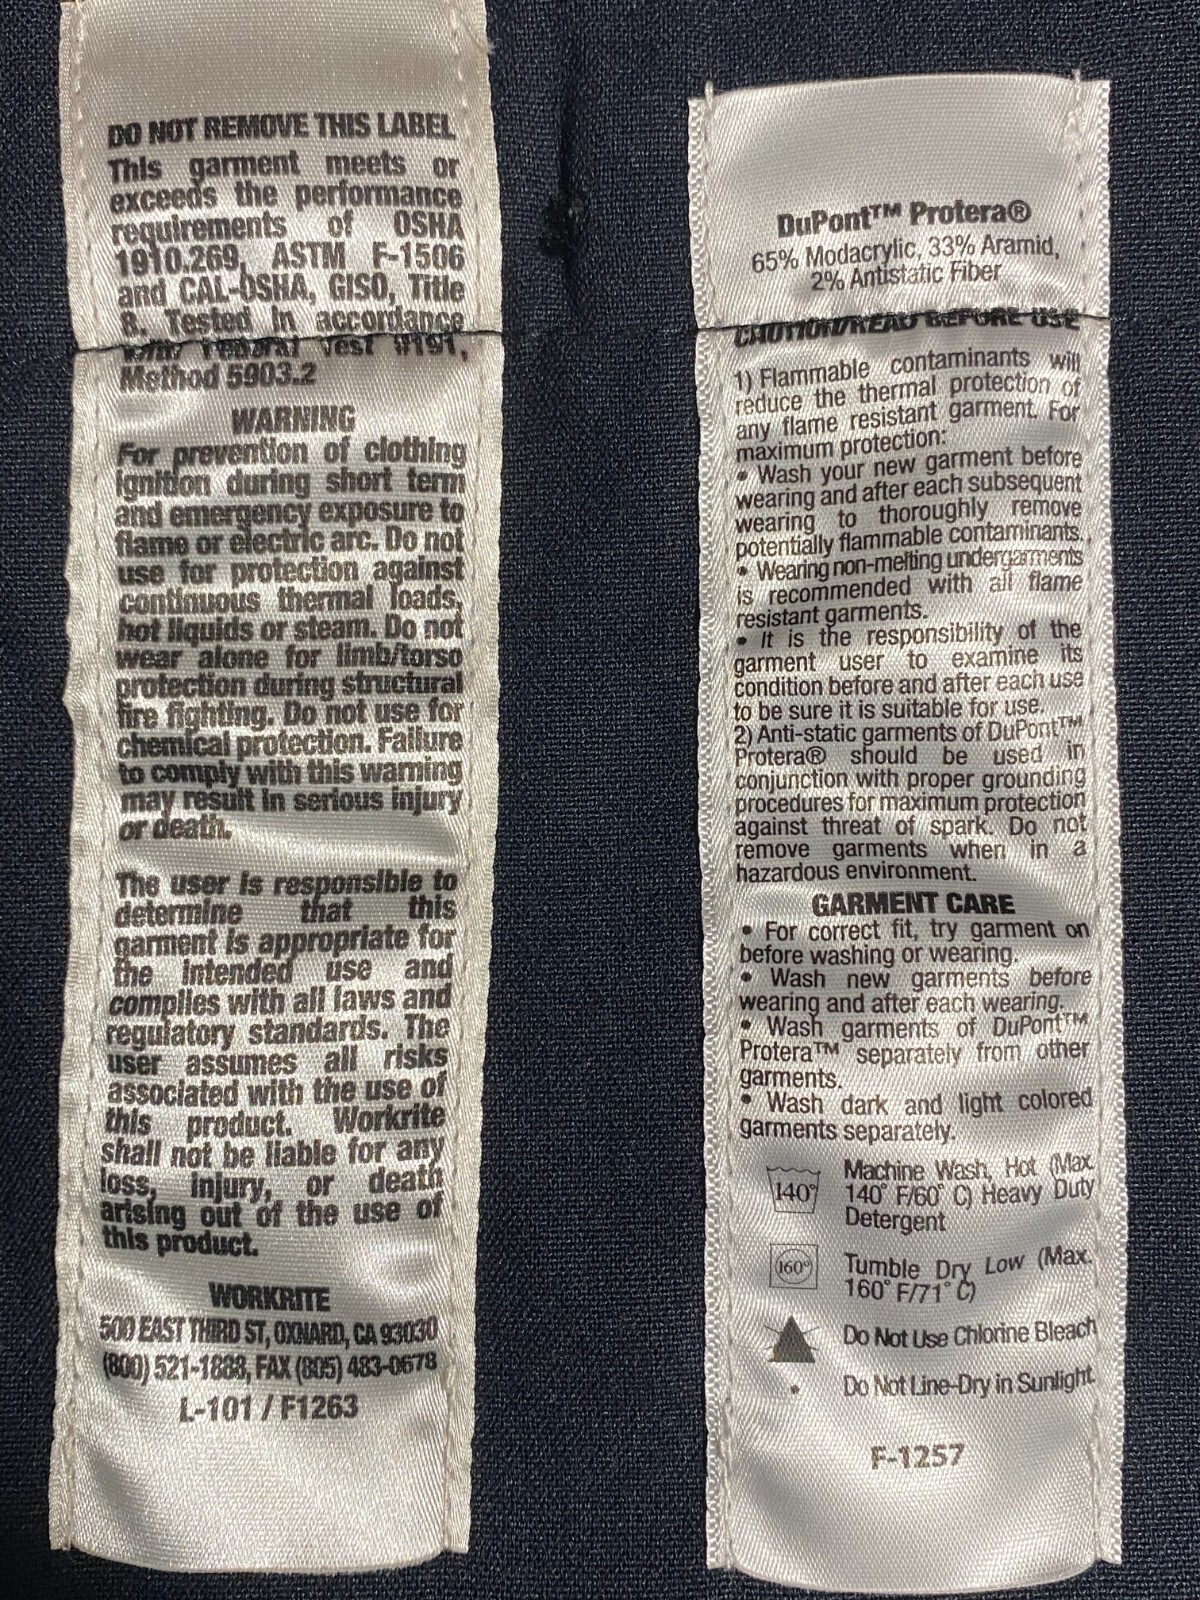 DO NOT REMOVE THIS LABEL
This garment meets or
exceeds the performance
requirements of OSHA
1910.269, ASTM F-1506
and CAL-OSHA, GISO, Title
8. Tested in accordance
with Federal Test #191,
Method 5903.2
WARNING
For prevention of clothing
ignition during short term
and emergency exposure to
flame or electric arc. Do not
use for protection against
continuous thermal loads,
hot liquids or steam. Do not
wear alone for limb/torso
protection during structural
fire fighting. Do not use for
chemical protection. Failure
to comply with this warning
may result in serious injury
or death.
The user is responsible to
determine that this
garment is appropriate for
the intended use and
complies with all laws and
regulatory standards. The
user assumes all risks
associated with the use of
this product. Workrite
shall not be liable for any
loss, injury, or death
arising out of the use of
this product.
WORKRITE
500 EAST THIRD ST, OXNARD, CA 93030
(800) 521-1888, FAX (805) 483-0678
L-101 / F1263
DuPont™ Protera®
65% Modacrylic, 33% Aramid,
2% Antistatic Fiber
CAUTION/READ BEFORE USE
1) Flammable contaminants will
reduce the thermal protection of
any flame resistant garment. For
maximum protection:
• Wash your new garment before
wearing and after each subsequent
wearing to thoroughly remove
potentially flammable contaminants.
• Wearing non-melting undergarments
is recommended with all flame
resistant garments.
• It is the responsibility of the
garment user to examine its
condition before and after each use
to be sure it is suitable for use.
2) Anti-static garments of DuPont™
Protera® should be used in
conjunction with proper grounding
procedures for maximum protection
against threat of spark. Do not
remove garments when in a
hazardous environment.
GARMENT CARE
• For correct fit, try garment on
before washing or wearing.
• Wash new garments before
wearing and after each wearing.
• Wash garments of DuPont™
Protera™ separately from other
garments.
• Wash dark and light colored
garments separately.
140° Machine Wash, Hot (Max.
140° F/60° C) Heavy Duty
Detergent
160° Tumble Dry Low (Max.
160° F/71° C)
Do Not Use Chlorine Bleach
• Do Not Line-Dry in Sunlight
F-1257